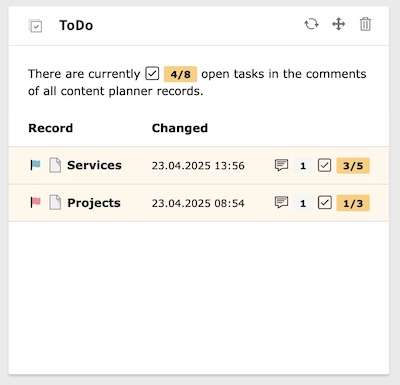 ToDo
There are currently 4/8 open tasks in the comments
of all content planner records.
Record Changed
Services 23.04.2025 13:56 1 3/5
Projects 23.04.2025 08:54 1 1/3